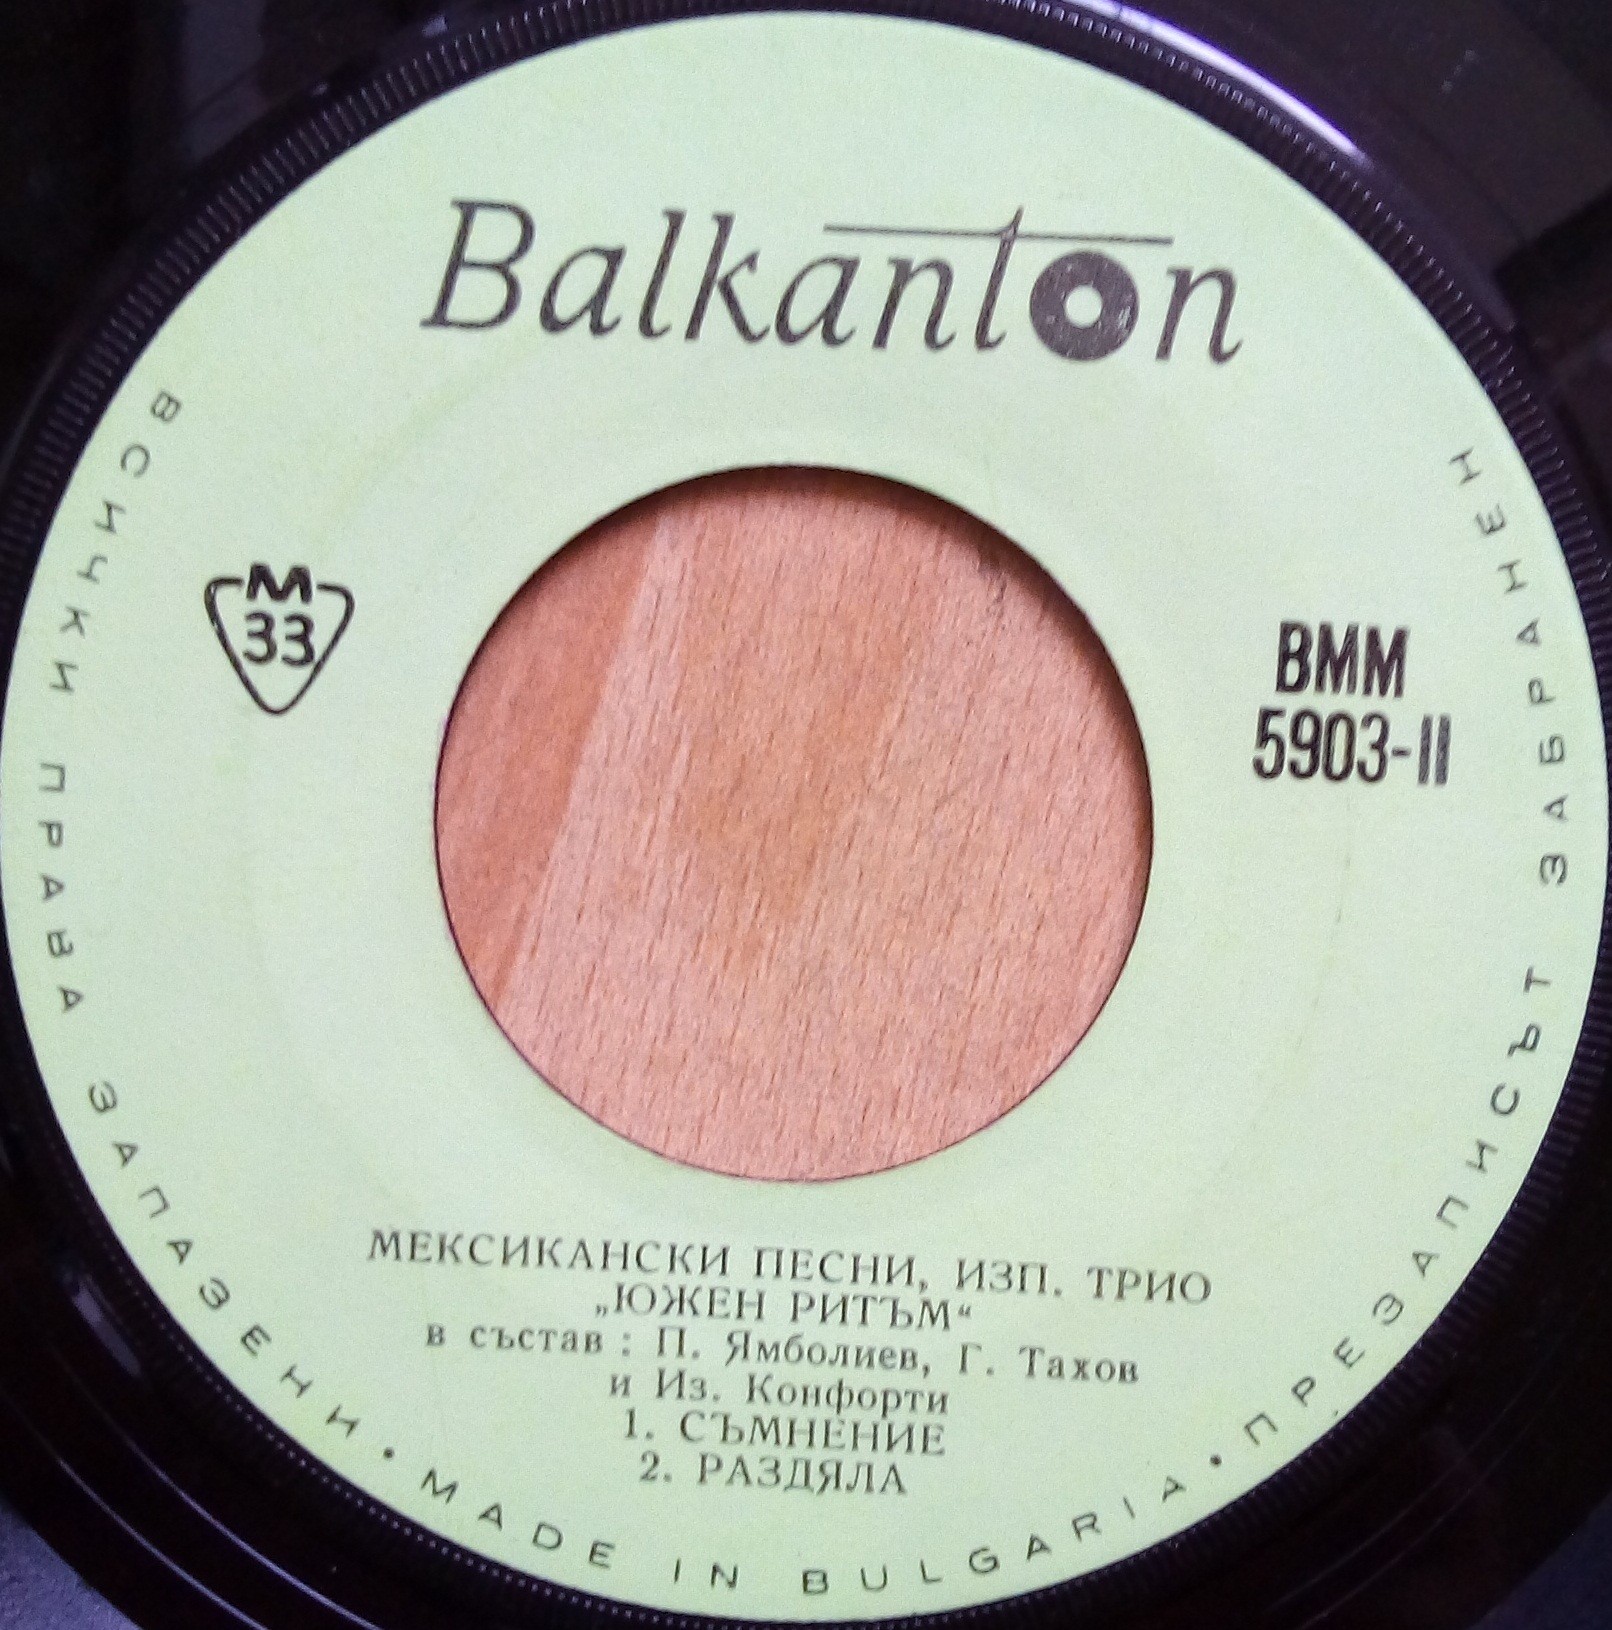 Balkanton
М
33
ВММ
5903-II
МЕКСИКАНСКИ ПЕСНИ, ИЗП. ТРИО
„ЮЖЕН РИТЪМ“
в състав : П. Ямболиев, Г. Тахов
и Из. Конфорти
1. СЪМНЕНИЕ
2. РАЗДЯЛА
ВСИЧКИ ПРАВА ЗАПАЗЕНИ • MADE IN BULGARIA • ПРЕЗАПИСЪТ ЗАБРАНЕН